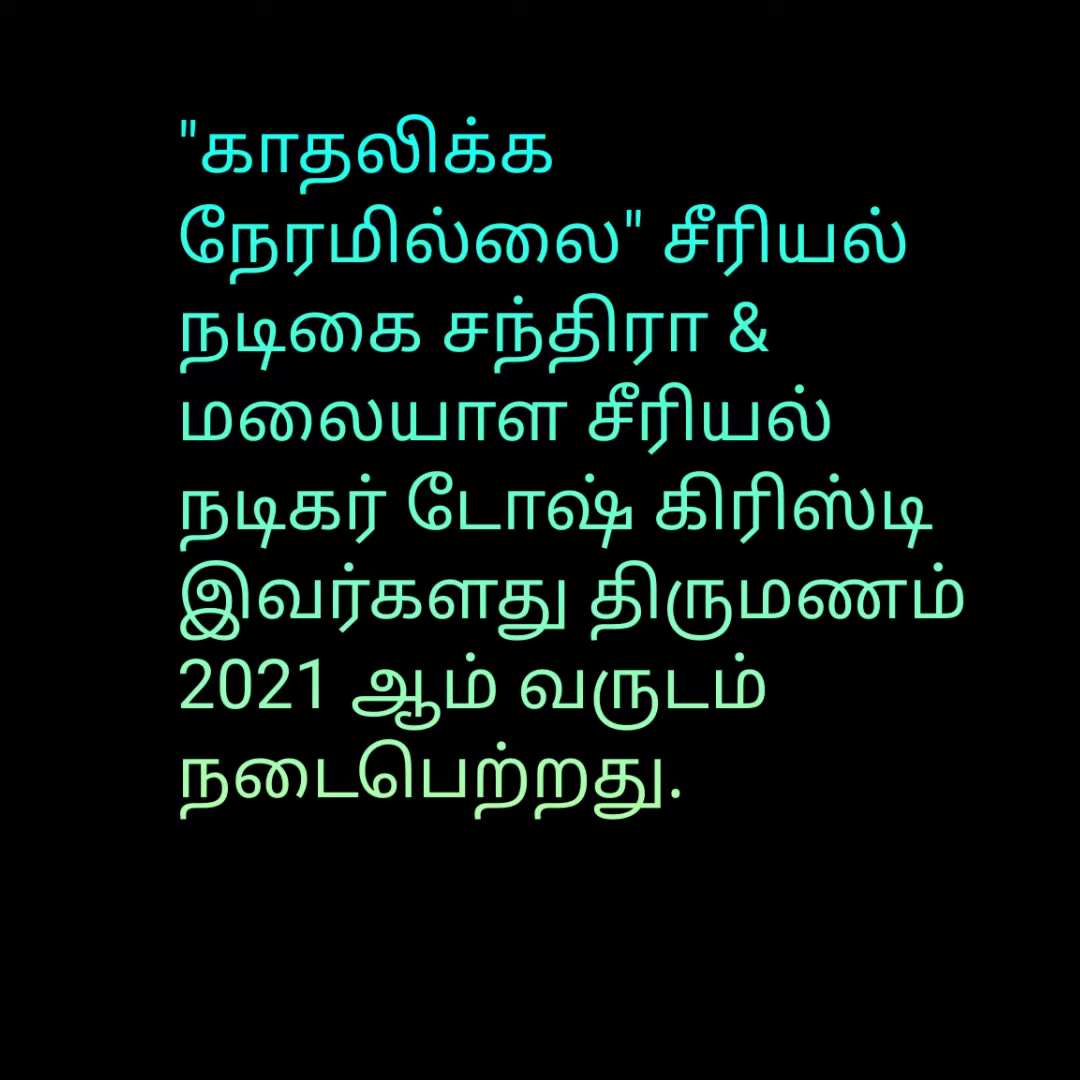 "காதலிக்க
நேரமில்லை" சீரியல்
நடிகை சந்திரா &
மலையாள சீரியல்
நடிகர் டோஷ் கிரிஸ்டி
இவர்களது திருமணம்
2021 ஆம் வருடம்
நடைபெற்றது.